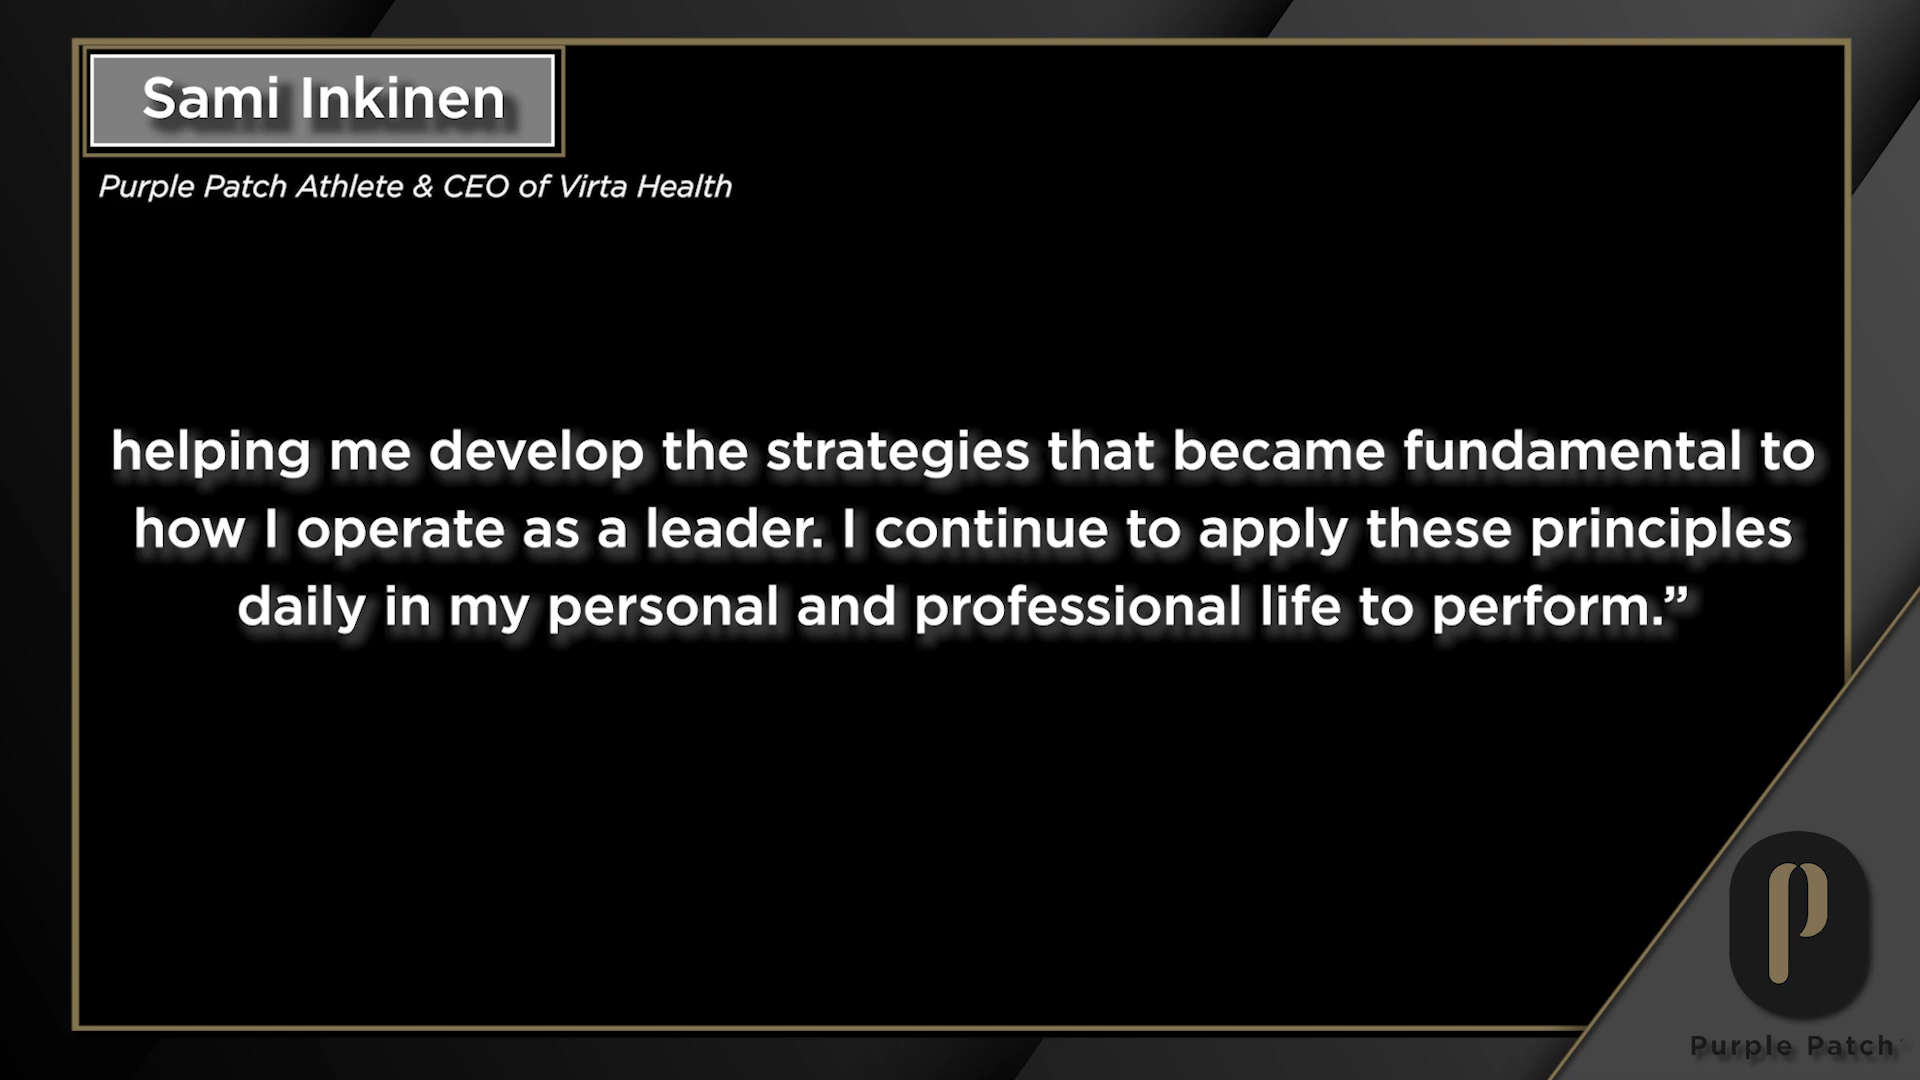 Sami Inkinen
Purple Patch Athlete & CEO of Virta Health
helping me develop the strategies that became fundamental to
how I operate as a leader. I continue to apply these principles
daily in my personal and professional life to perform.”
Purple Patch